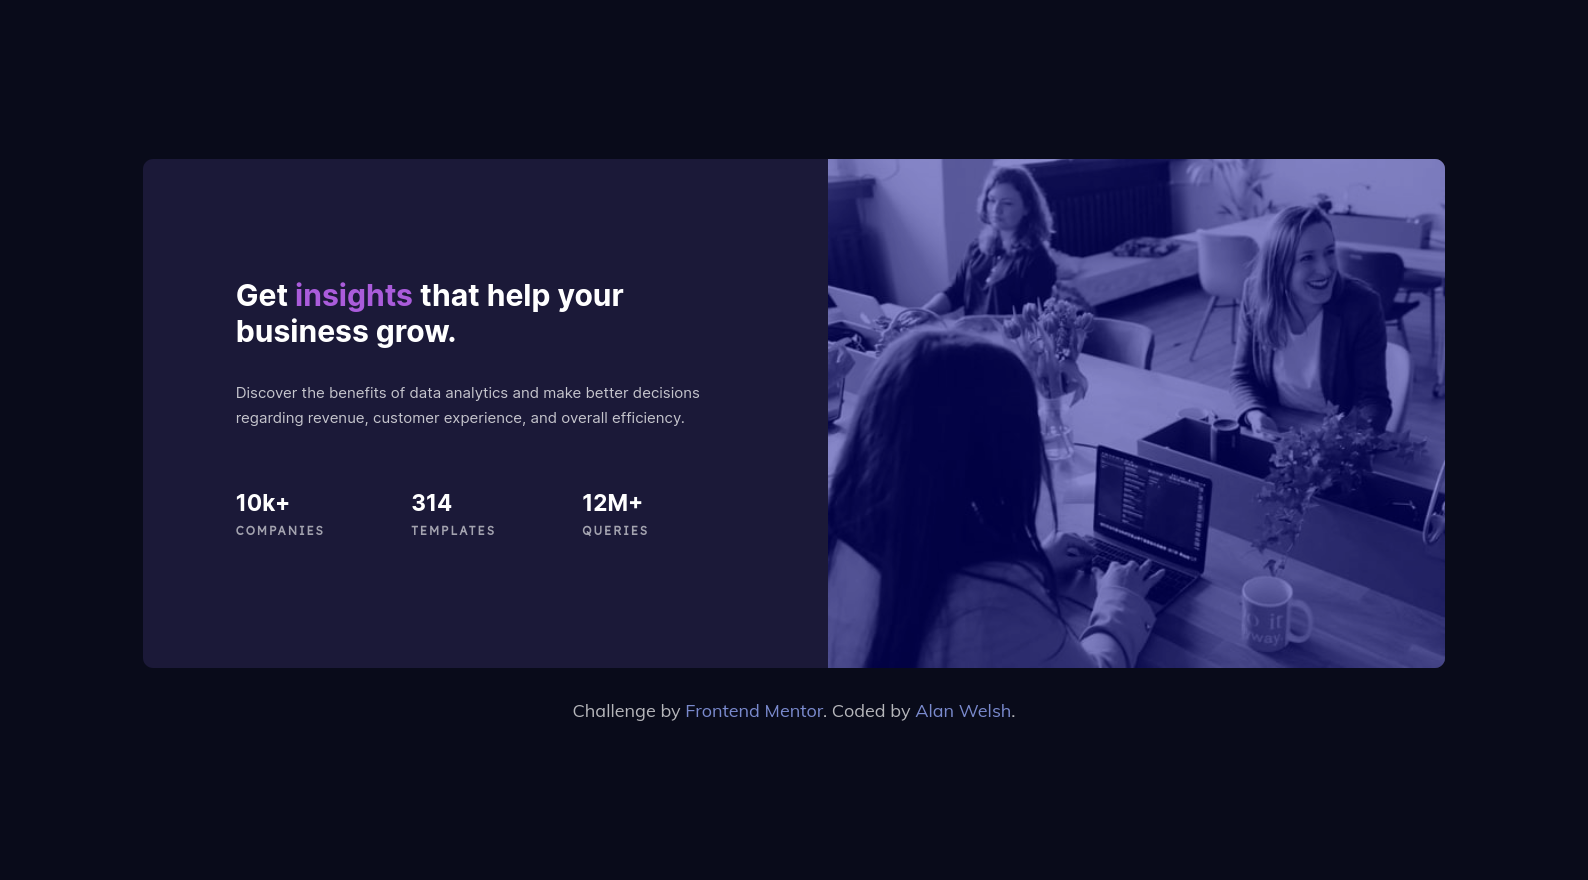 Get insights that help your
business grow.
Discover the benefits of data analytics and make better decisions
regarding revenue, customer experience, and overall efficiency.
10k+
COMPANIES
314
TEMPLATES
12M+
QUERIES
Challenge by Frontend Mentor. Coded by Alan Welsh.